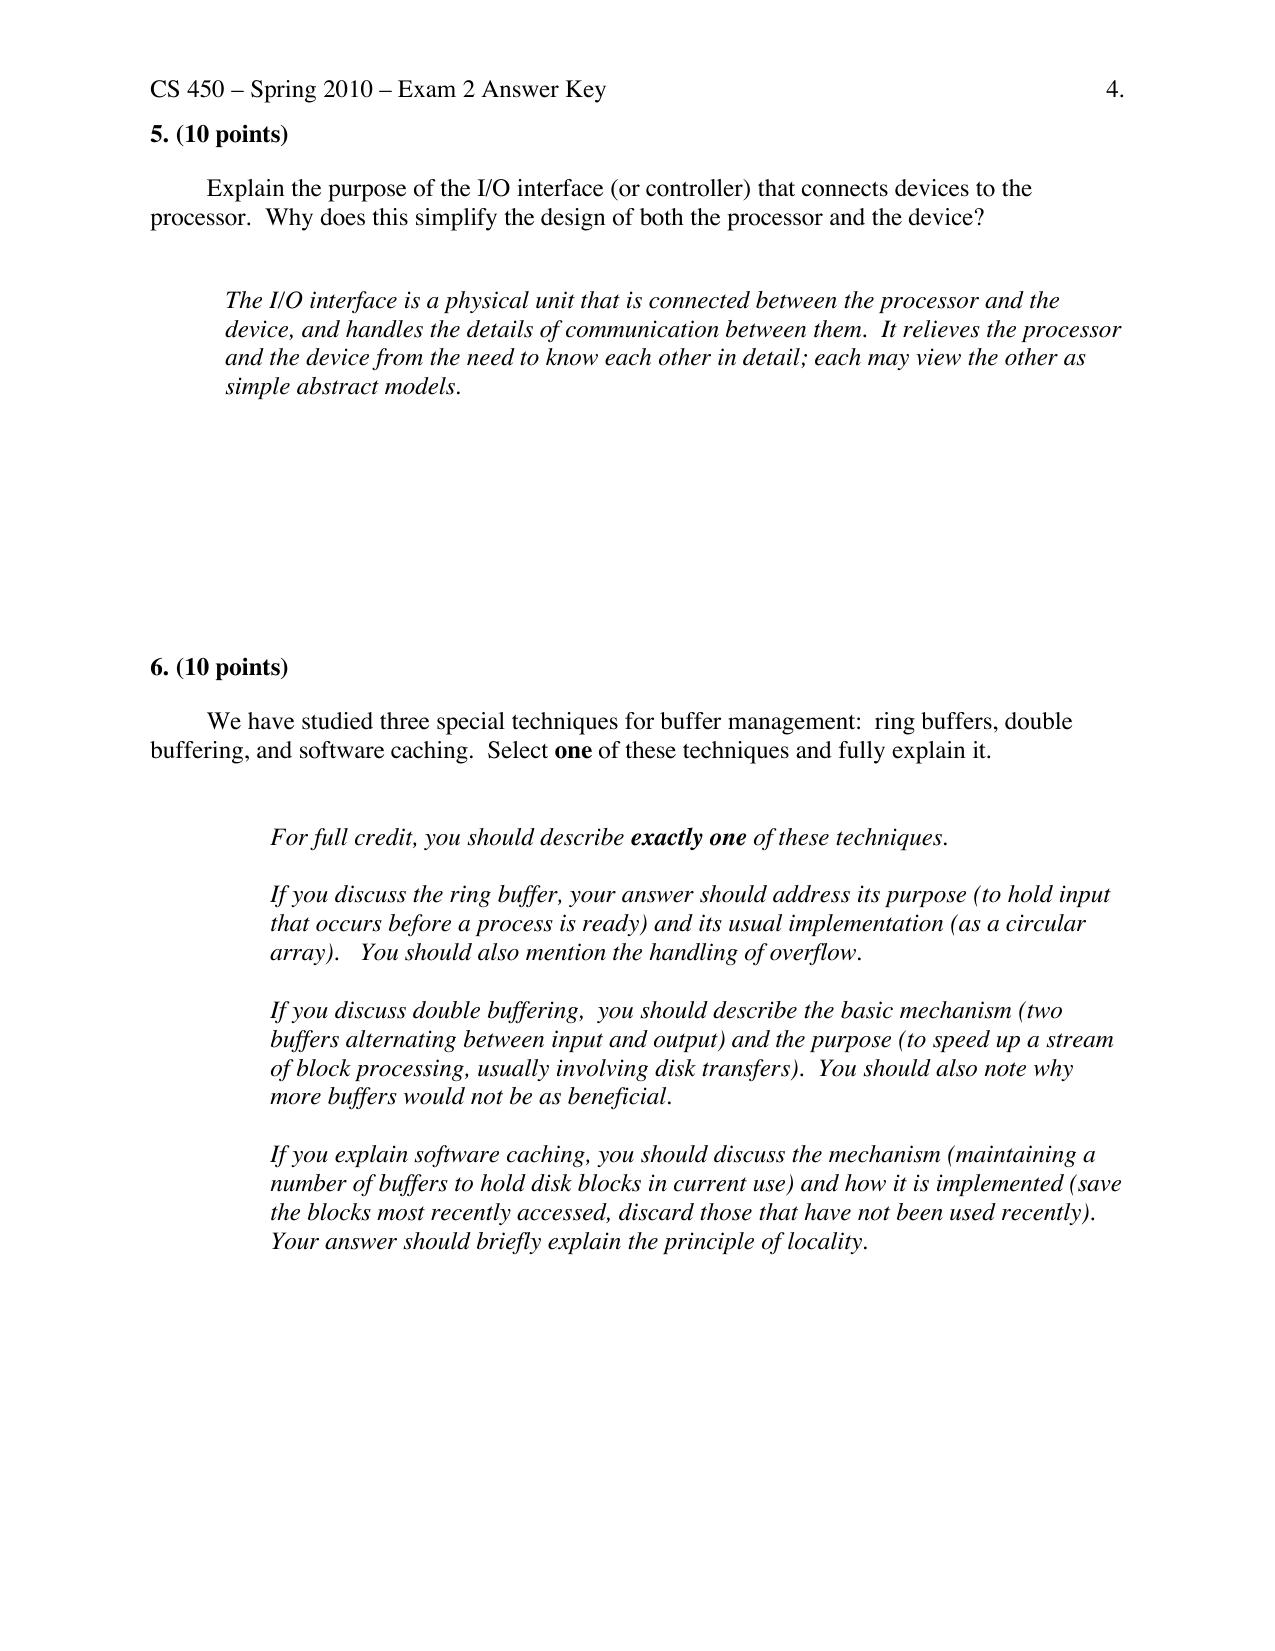 CS 450 – Spring 2010 – Exam 2 Answer Key 4.
5. (10 points)
Explain the purpose of the I/O interface (or controller) that connects devices to the
processor.  Why does this simplify the design of both the processor and the device?
The I/O interface is a physical unit that is connected between the processor and the
device, and handles the details of communication between them.  It relieves the processor
and the device from the need to know each other in detail; each may view the other as
simple abstract models.
6. (10 points)
We have studied three special techniques for buffer management:  ring buffers, double
buffering, and software caching.  Select one of these techniques and fully explain it.
For full credit, you should describe exactly one of these techniques.
If you discuss the ring buffer, your answer should address its purpose (to hold input
that occurs before a process is ready) and its usual implementation (as a circular
array).   You should also mention the handling of overflow.
If you discuss double buffering,  you should describe the basic mechanism (two
buffers alternating between input and output) and the purpose (to speed up a stream
of block processing, usually involving disk transfers).  You should also note why
more buffers would not be as beneficial.
If you explain software caching, you should discuss the mechanism (maintaining a
number of buffers to hold disk blocks in current use) and how it is implemented (save
the blocks most recently accessed, discard those that have not been used recently).
Your answer should briefly explain the principle of locality.